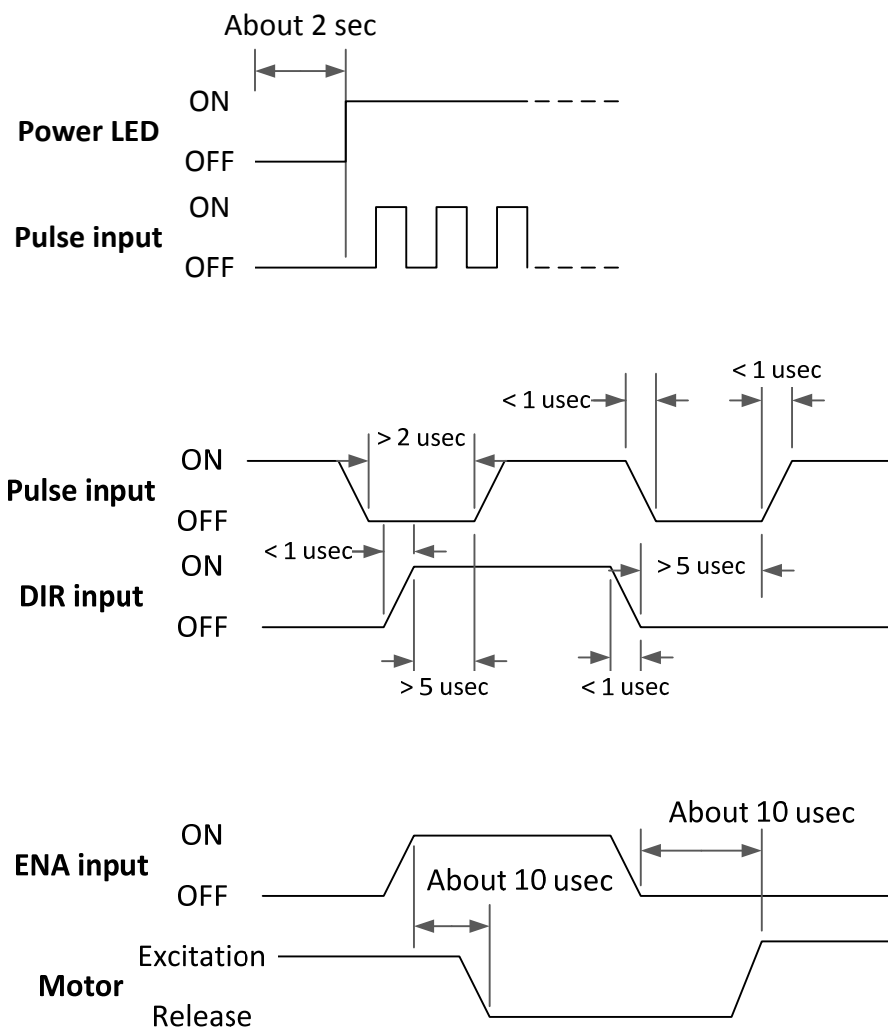 About 2 sec
ON
Power LED
OFF
ON
Pulse input
OFF
< 1 usec
< 1 usec
> 2 usec
ON
Pulse input
OFF
< 1 usec
ON
> 5 usec
DIR input
OFF
> 5 usec
< 1 usec
About 10 usec
ON
ENA input
About 10 usec
OFF
Excitation
Motor
Release